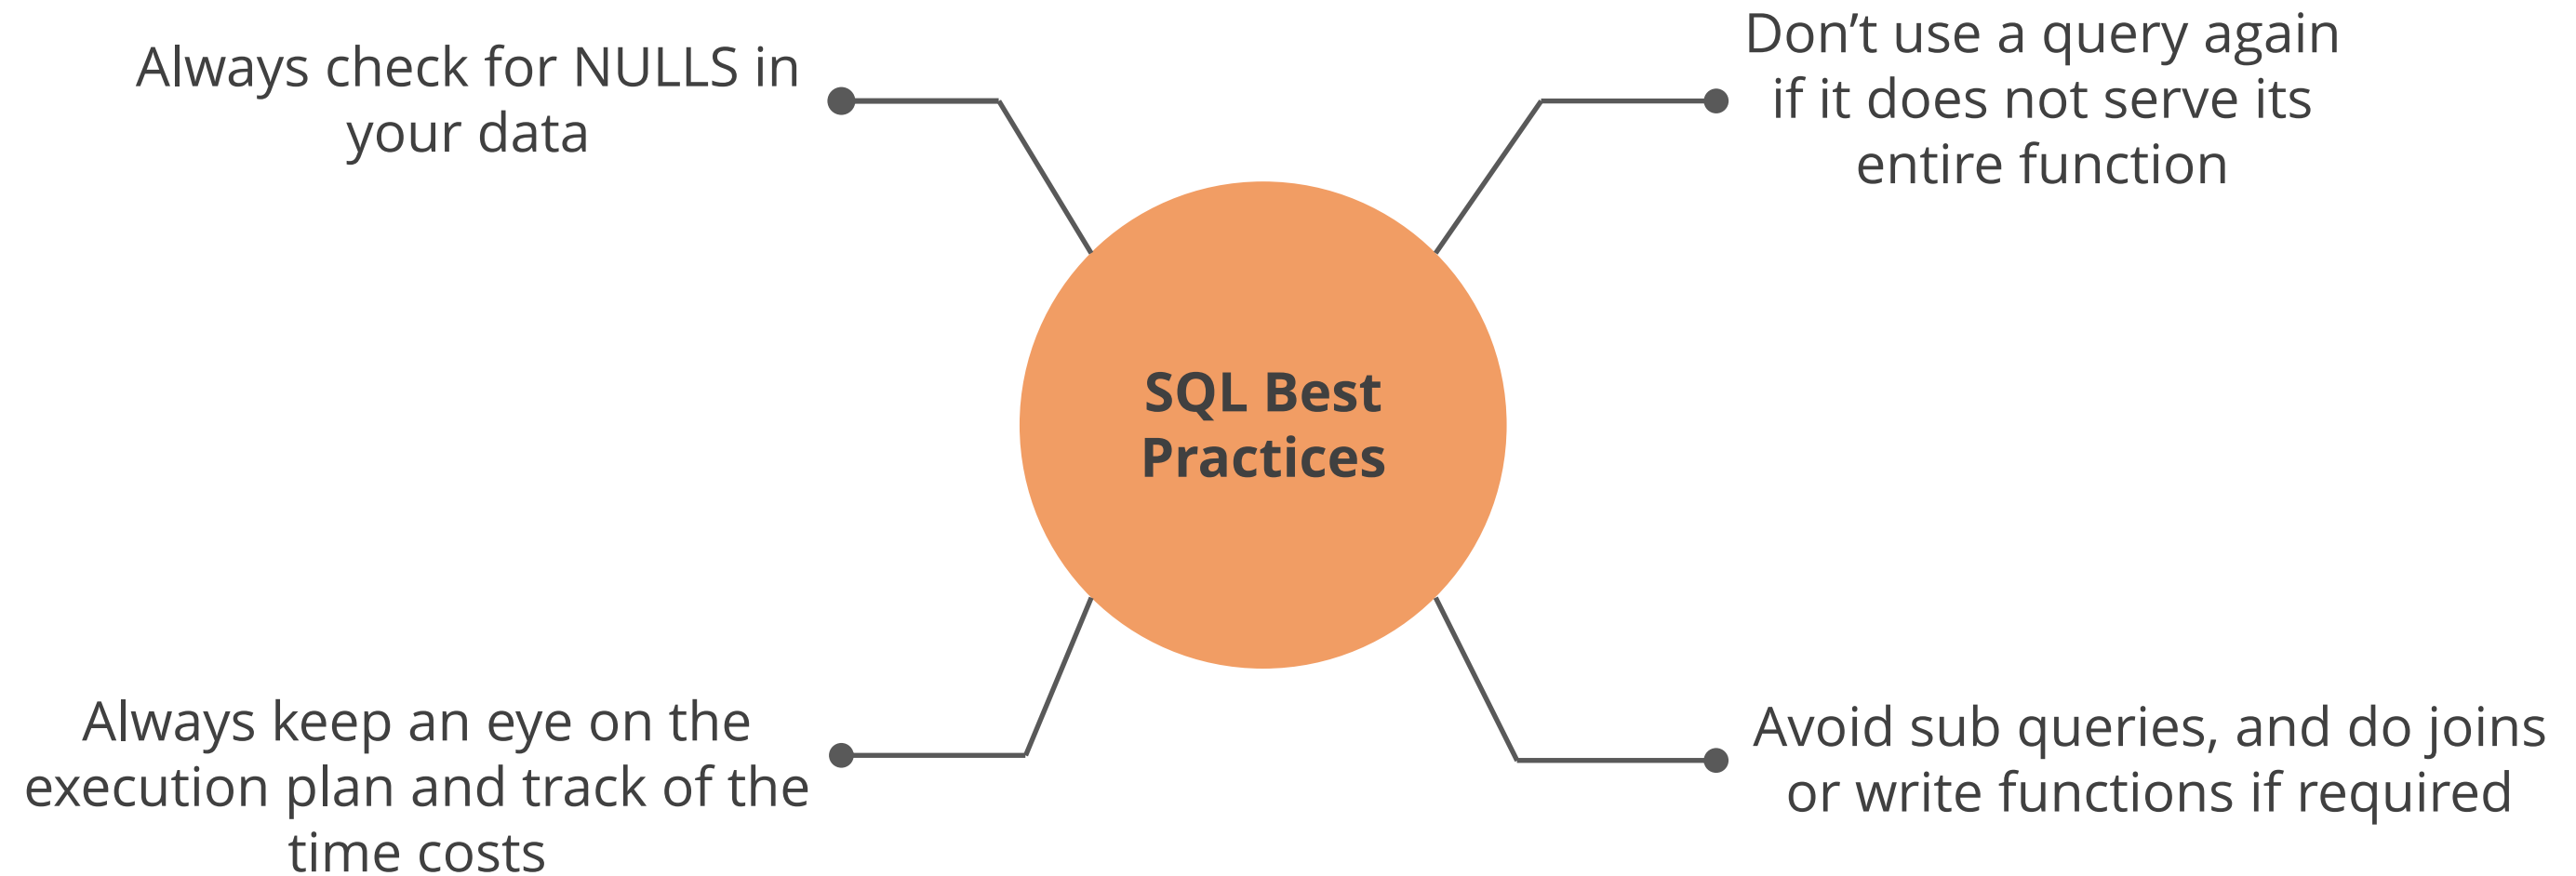 Always check for NULLS in
your data
Don’t use a query again
if it does not serve its
entire function
SQL Best
Practices
Always keep an eye on the
execution plan and track of the
time costs
Avoid sub queries, and do joins
or write functions if required